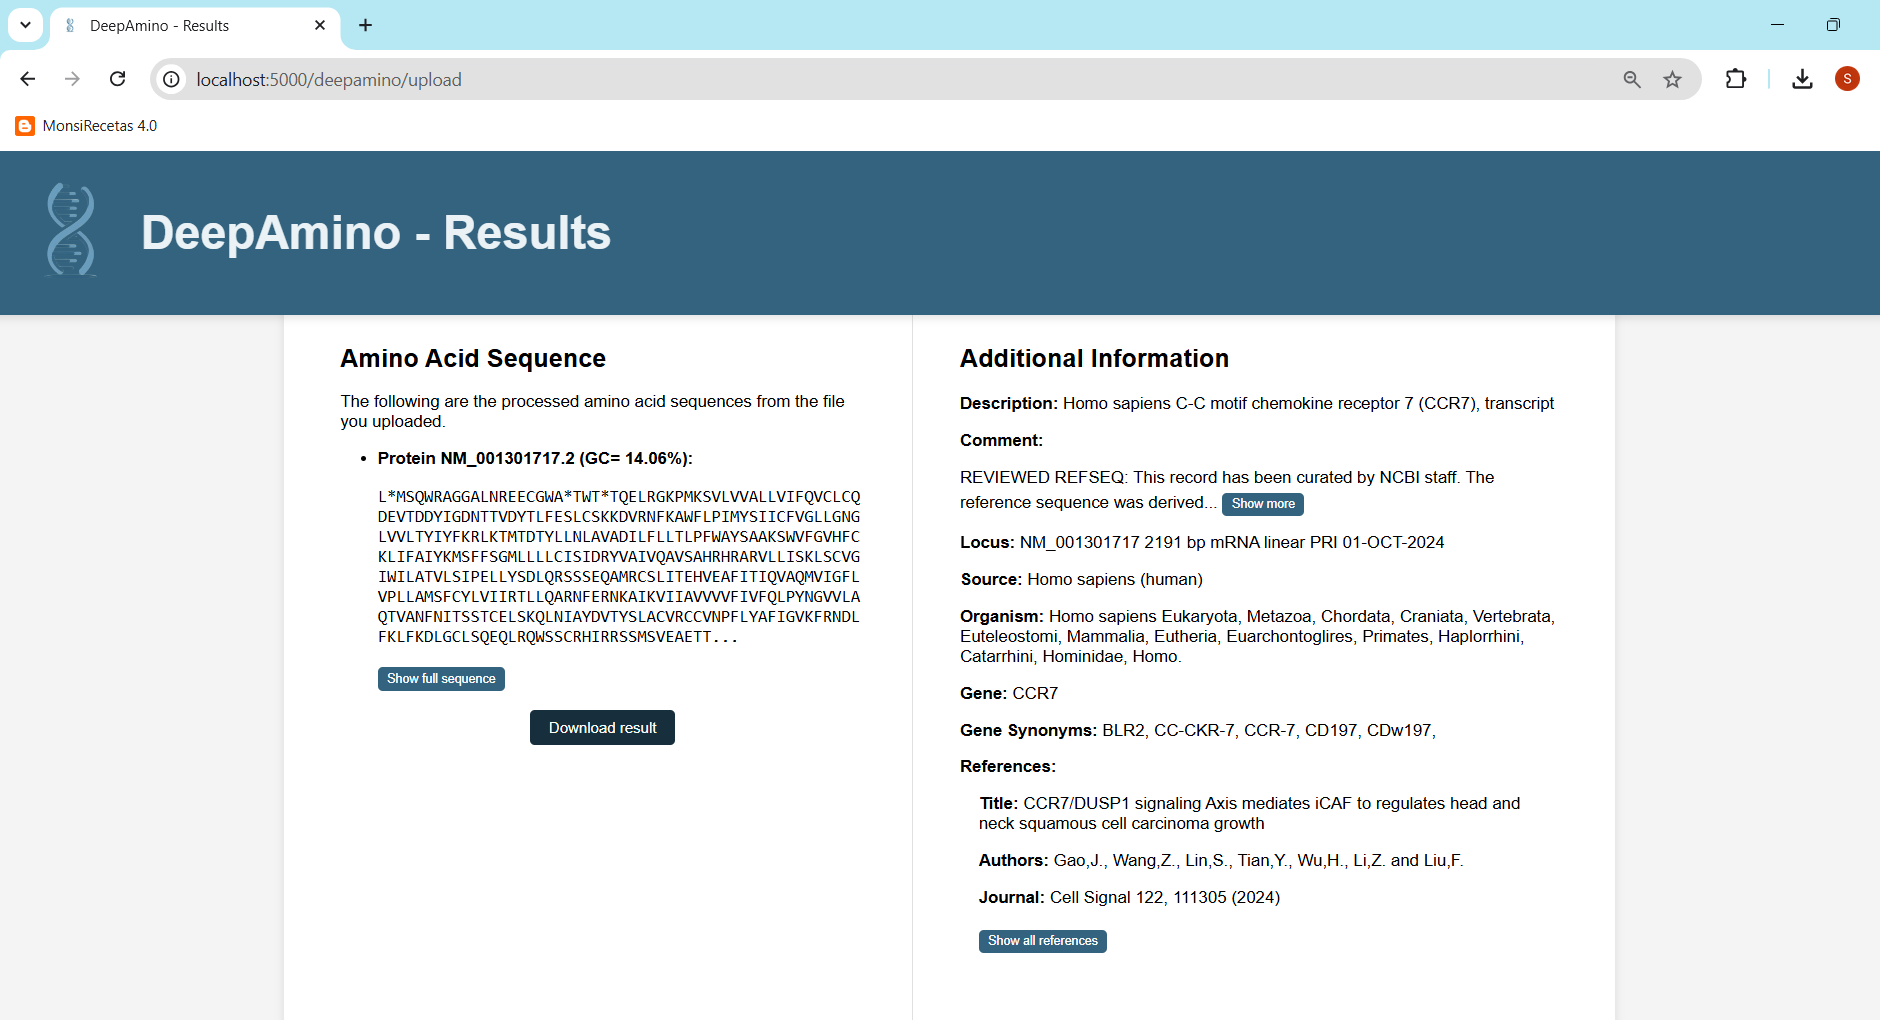 DeepAmino - Results
localhost:5000/deepamino/upload
S
MonsiRecetas 4.0
DeepAmino - Results
Amino Acid Sequence
The following are the processed amino acid sequences from the file
you uploaded.
• Protein NM_001301717.2 (GC= 14.06%):
L*MSQWRAGGALNREECGWA*TWT*TQELRGKPMKSVLVVALLVIFQVCLCQ
DEVTDDYIGDNTTVDYTLFESLCSKKDVRNFKAWFLPIMYSIICFVGLLGNG
LVVLTYIYFKRLKTMTDTYLLNLAVADILFLLTLPFWAYSAAKSWVFGVHFC
KLIFAIYKMSFFSGMLLLLCISIDRYVAIVQAVSAHRHRARVLLISKLSCVG
IWILATVLSIPELLYSDLQRSSSEQAMRCSLITEHVEAFITIQVAQMVIGFL
VPLLAMSFCYLVIIRTLLQARNFERNKAIKVIIAVVVVFIVFQLPYNGVVLA
QTVANFNITSSTCELSKQLNIAYDVTYSLACVRCCVNPFLYAFIGVKFRNDL
FKLFKDLGCLSQEQLRQWSSCRHIRRSSMSVEAETT...
Show full sequence
Download result
Additional Information
Description: Homo sapiens C-C motif chemokine receptor 7 (CCR7), transcript
Comment:
REVIEWED REFSEQ: This record has been curated by NCBI staff. The
reference sequence was derived... Show more
Locus: NM_001301717 2191 bp mRNA linear PRI 01-OCT-2024
Source: Homo sapiens (human)
Organism: Homo sapiens Eukaryota, Metazoa, Chordata, Craniata, Vertebrata,
Euteleostomi, Mammalia, Eutheria, Euarchontoglires, Primates, Haplorrhini,
Catarrhini, Hominidae, Homo.
Gene: CCR7
Gene Synonyms: BLR2, CC-CKR-7, CCR-7, CD197, CDw197,
References:
Title: CCR7/DUSP1 signaling Axis mediates iCAF to regulates head and
neck squamous cell carcinoma growth
Authors: Gao,J., Wang,Z., Lin,S., Tian,Y., Wu,H., Li,Z. and Liu,F.
Journal: Cell Signal 122, 111305 (2024)
Show all references